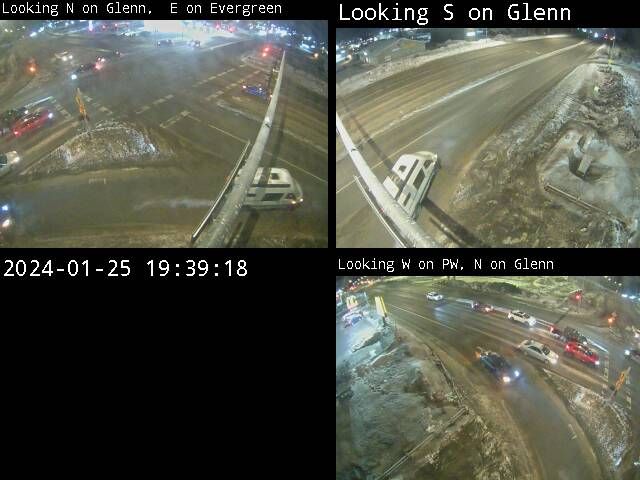 Looking N on Glenn,  E on Evergreen
Looking S on Glenn
2024-01-25 19:39:18
Looking W on PW, N on Glenn